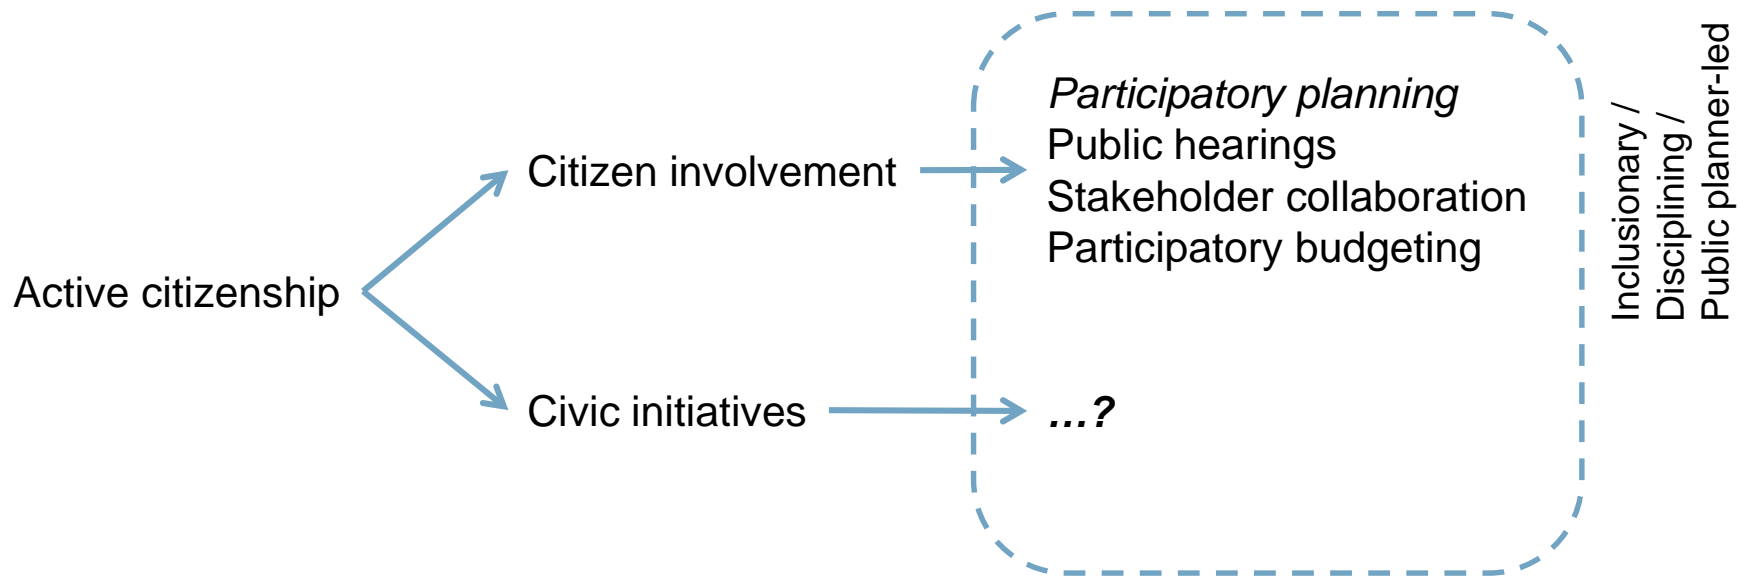 Active citizenship
Citizen involvement
Civic initiatives
Participatory planning
Public hearings
Stakeholder collaboration
Participatory budgeting
...?
Inclusionary /
Disciplining /
Public planner-led